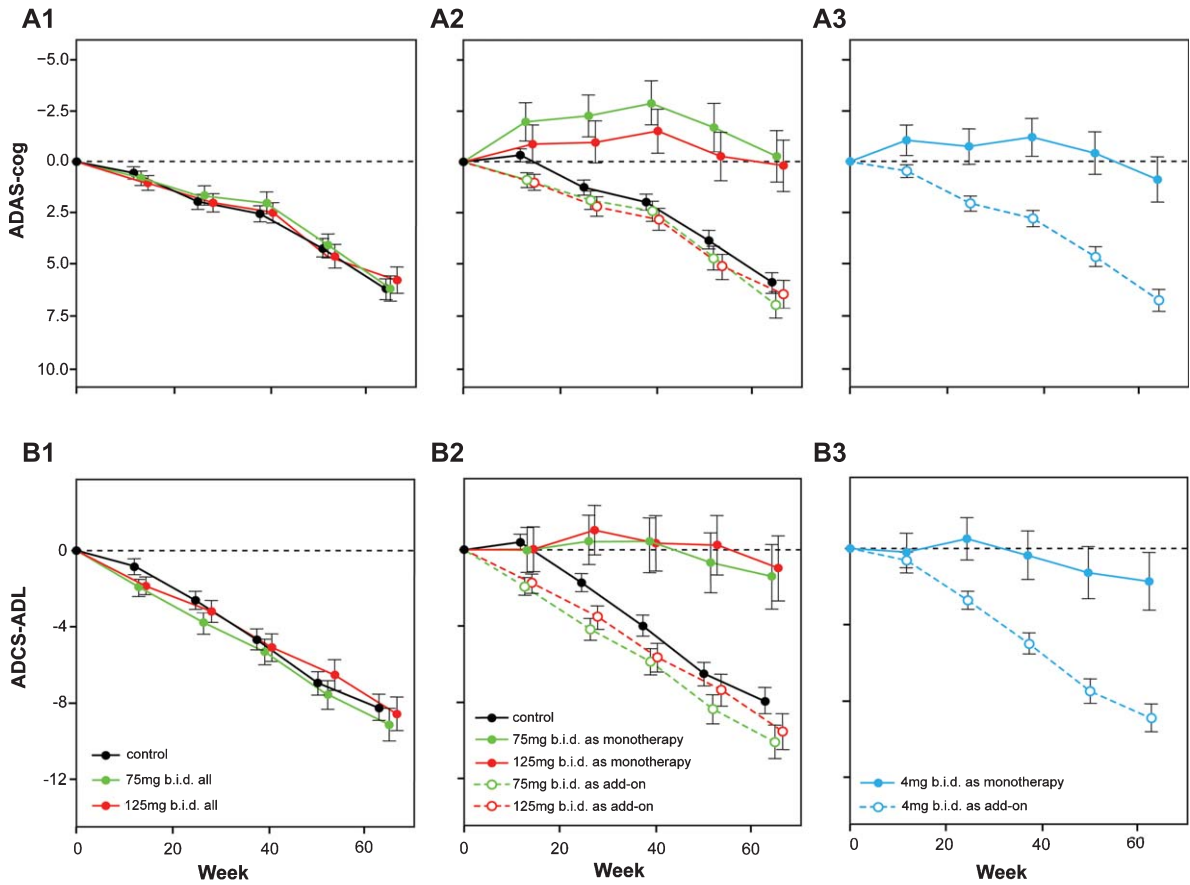 A1
A2
A3
ADAS-cog
−5.0
−2.5
0.0
2.5
5.0
7.5
10.0
B1
B2
B3
ADCS-ADL
0
-4
-8
-12
control
75mg b.i.d. all
125mg b.i.d. all
control
75mg b.i.d. as monotherapy
125mg b.i.d. as monotherapy
75mg b.i.d. as add-on
125mg b.i.d. as add-on
4mg b.i.d. as monotherapy
4mg b.i.d. as add-on
0 20 40 60
0 20 40 60
0 20 40 60
Week
Week
Week